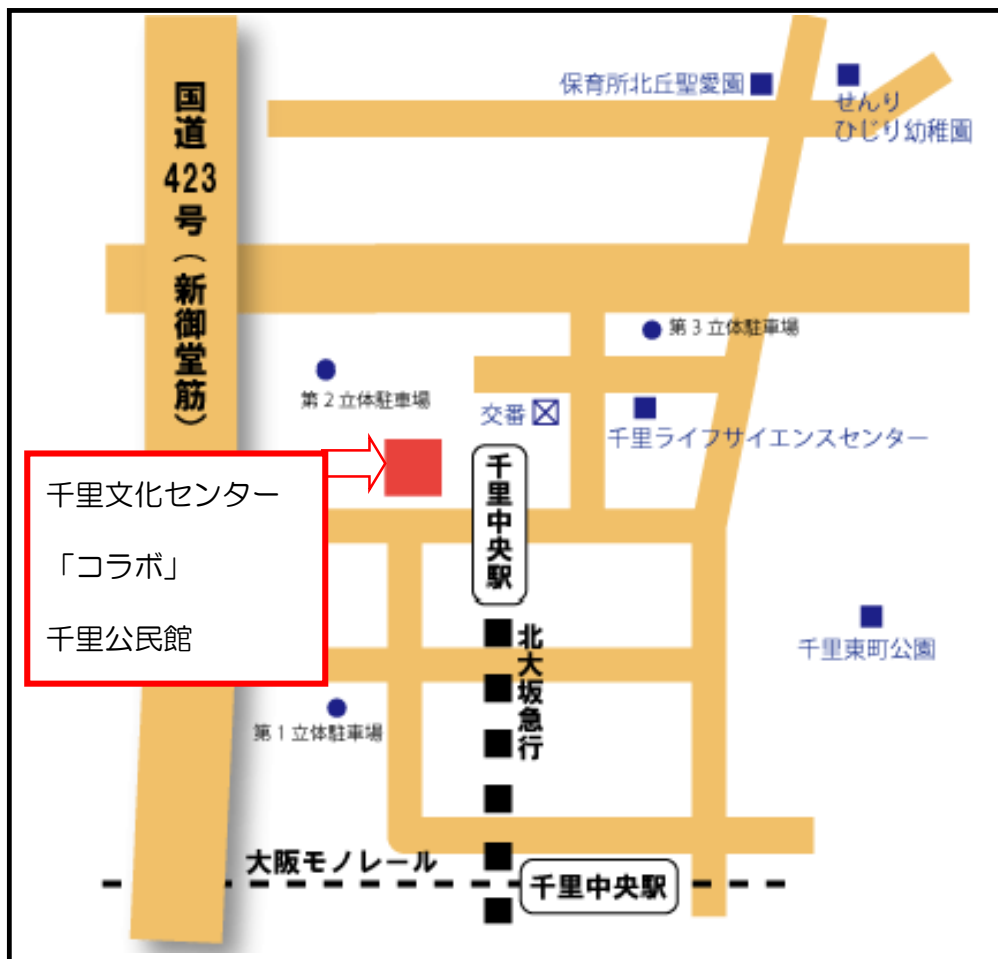 国道423号(新御堂筋)
保育所北丘聖愛園
せんり
ひじり幼稚園
第3立体駐車場
第2立体駐車場
交番
千里ライフサイエンスセンター
千里文化センター
「コラボ」
千里公民館
千里中央駅
北大坂急行
千里東町公園
第1立体駐車場
大阪モノレール
千里中央駅